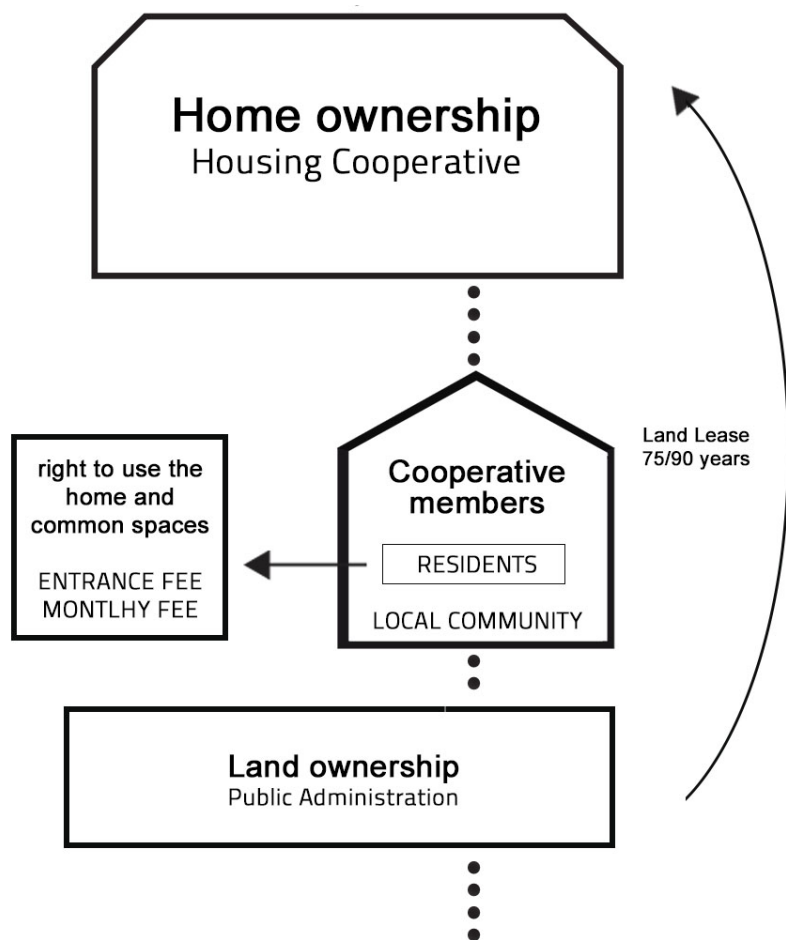 Home ownership
Housing Cooperative
Land Lease
75/90 years
right to use the
home and
common spaces
ENTRANCE FEE
MONTLHY FEE
Cooperative
members
RESIDENTS
LOCAL COMMUNITY
Land ownership
Public Administration